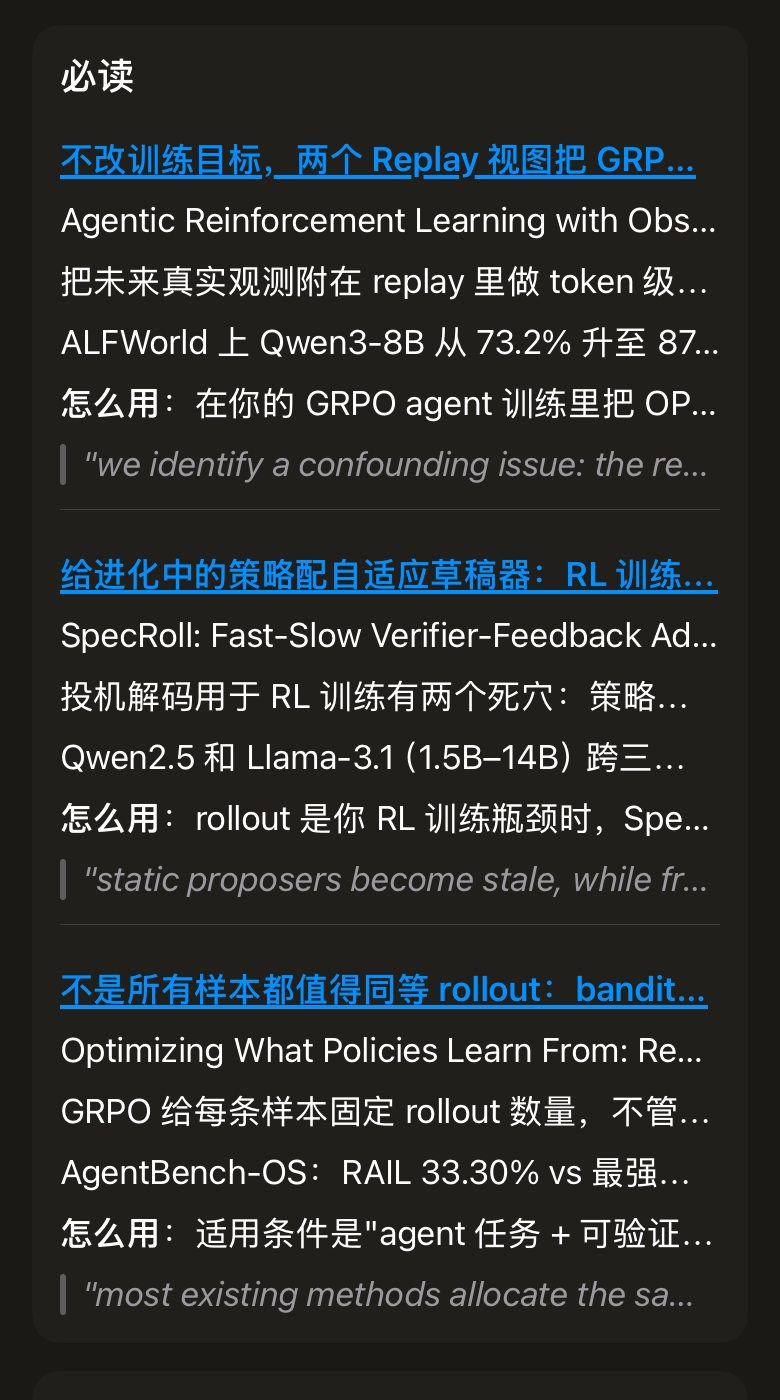 必读
不改训练目标，两个 Replay 视图把 GRP...
Agentic Reinforcement Learning with Obs...
把未来真实观测附在 replay 里做 token 级...
ALFWorld 上 Qwen3-8B 从 73.2% 升至 87...
怎么用：在你的 GRPO agent 训练里把 OP...
"we identify a confounding issue: the re...
给进化中的策略配自适应草稿器：RL 训练...
SpecRoll: Fast-Slow Verifier-Feedback Ad...
投机解码用于 RL 训练有两个死穴：策略...
Qwen2.5 和 Llama-3.1 (1.5B–14B) 跨三...
怎么用：rollout 是你 RL 训练瓶颈时，Spe...
"static proposers become stale, while fr...
不是所有样本都值得同等 rollout：bandit...
Optimizing What Policies Learn From: Re...
GRPO 给每条样本固定 rollout 数量，不管...
AgentBench-OS：RAIL 33.30% vs 最强...
怎么用：适用条件是"agent 任务 + 可验证...
"most existing methods allocate the sa...